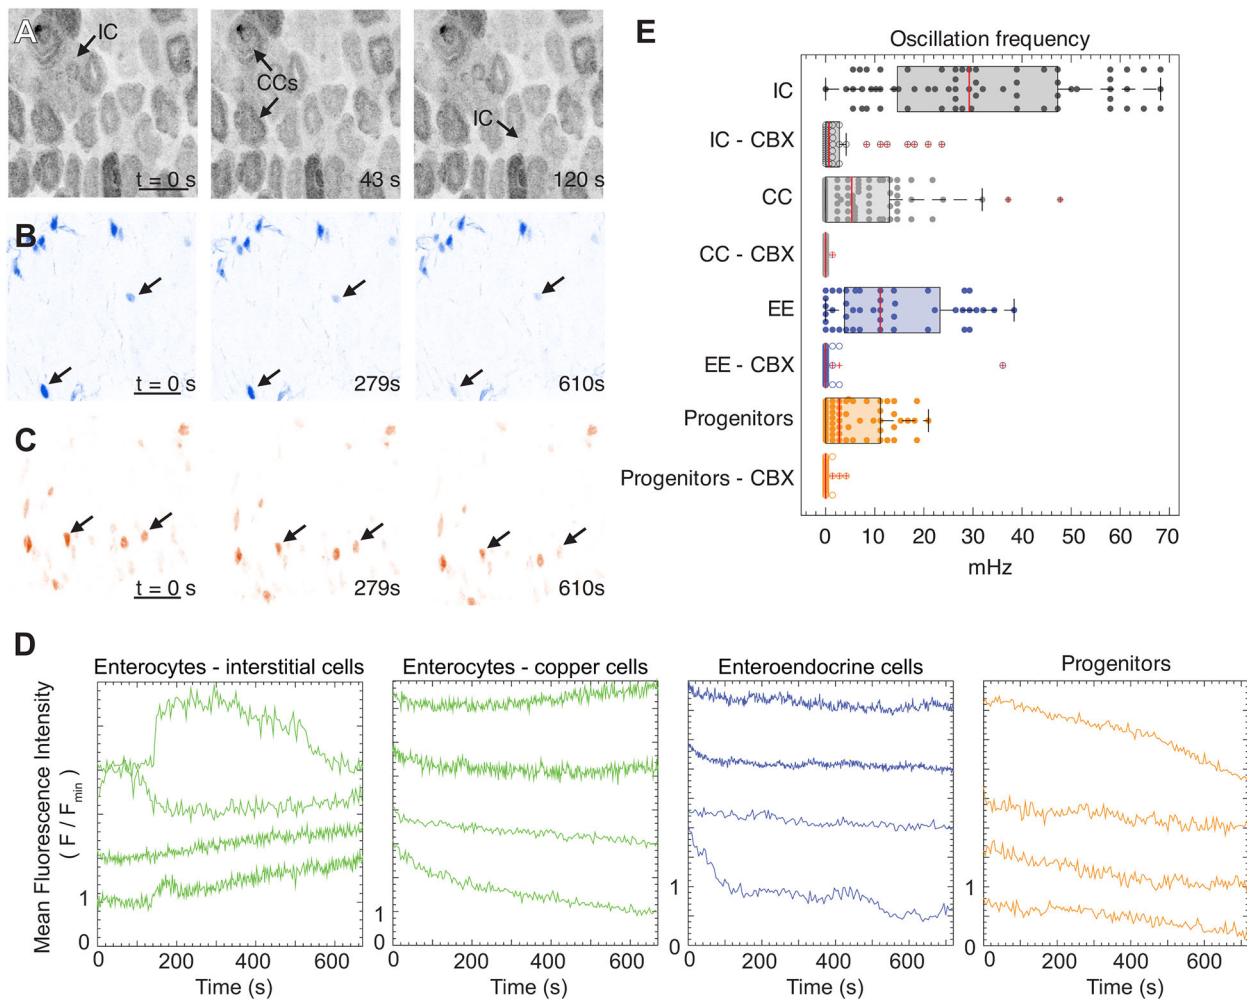 A
IC
CCs
IC
t = 0 s
43 s
120 s
B
t = 0 s
279s
610s
C
t = 0 s
279s
610s
E
Oscillation frequency
IC
IC - CBX
CC
CC - CBX
EE
EE - CBX
Progenitors
Progenitors - CBX
0 10 20 30 40 50 60 70
mHz
D
Enterocytes - interstitial cells
Enterocytes - copper cells
Enteroendocrine cells
Progenitors
Mean Fluorescence Intensity
( F / Fmin )
1
0
0 200 400 600
Time (s)
1
0
0 200 400 600
Time (s)
1
0
0 200 400 600
Time (s)
1
0
0 200 400 600
Time (s)